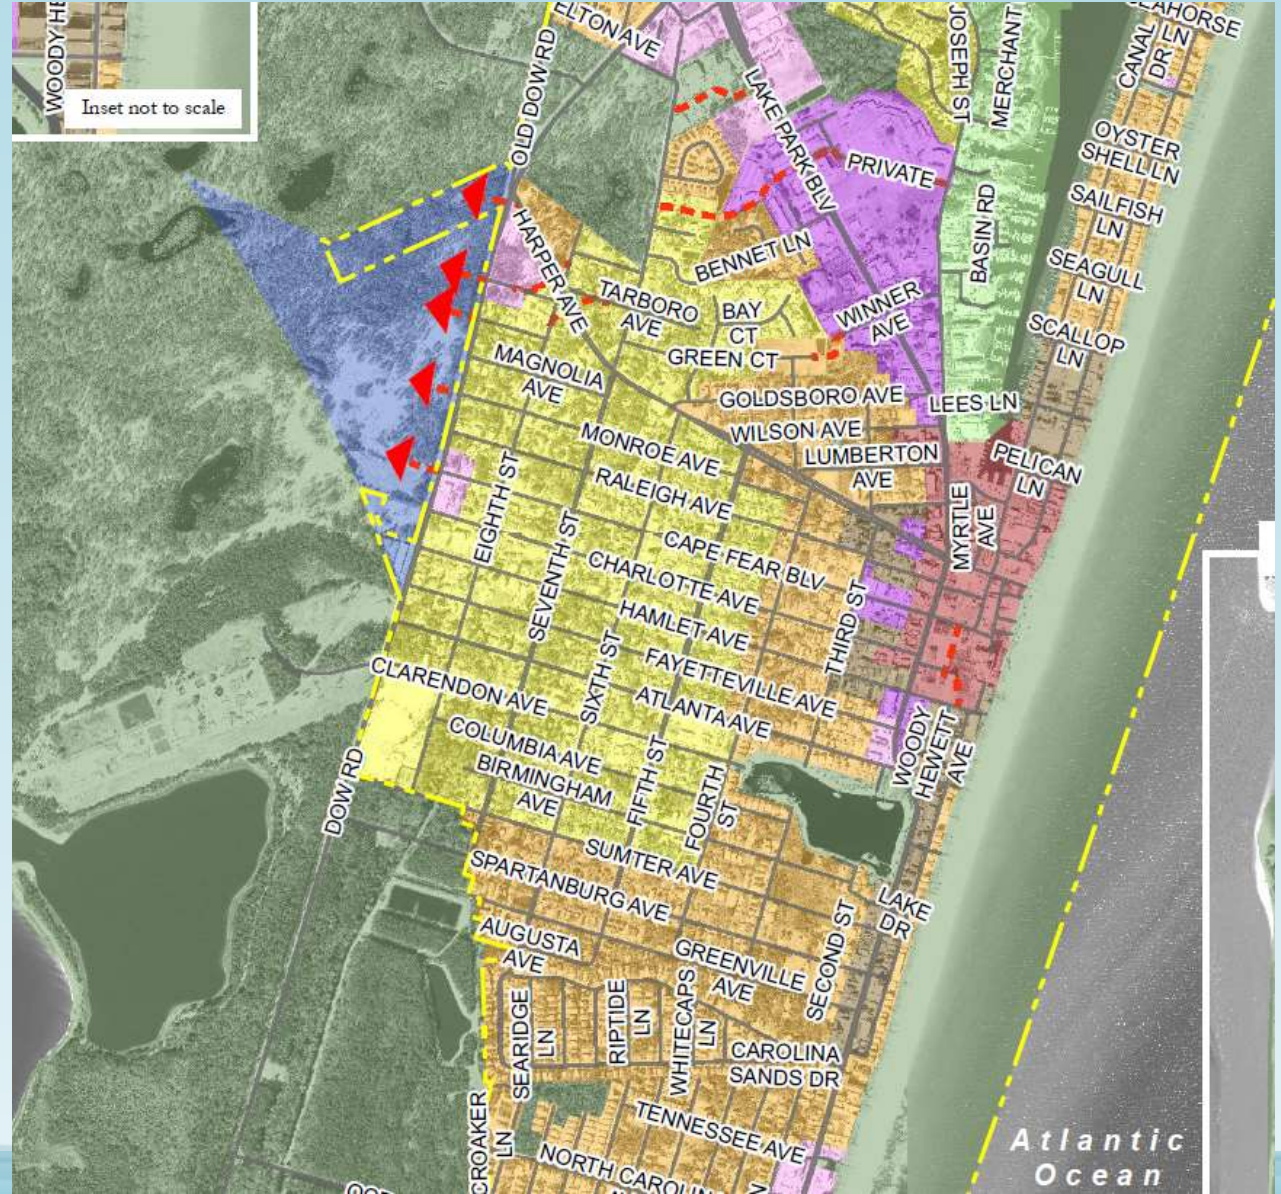 WOODY HE
Inset not to scale
ELTON AVE
OLD DOW RD
LAKE PARK BLV
JOSEPH ST
MERCHANT
CANAL
DR
AHORSE
LN
OYSTER
SHELL LN
SAILFISH
LN
SEAGULL
LN
SCALLOP
LN
PRIVATE
BASIN RD
HARPER AVE
BENNET LN
TARBORO
AVE
BAY
CT
WINNER
AVE
GREEN CT
MAGNOLIA
AVE
GOLDSBORO AVE
LEES LN
WILSON AVE
MONROE AVE
LUMBERTON
AVE
PELICAN
LN
RALEIGH AVE
EIGHTH ST
MYRTLE
AVE
SEVENTH ST
CAPE FEAR BLV
CHARLOTTE AVE
HAMLET AVE
THIRD ST
FAYETTEVILLE AVE
SIXTH ST
CLARENDON AVE
ATLANTA AVE
COLUMBIA AVE
WOODY
HEWETT
AVE
BIRMINGHAM
AVE
FIFTH ST
FOURTH
ST
DOW RD
SUMTER AVE
SPARTANBURG AVE
LAKE
DR
AUGUSTA
AVE
GREENVILLE
AVE
SECOND ST
SEARIDGE
LN
RIPTIDE
LN
WHITECAPS
LN
CAROLINA
SANDS DR
CROAKER
LN
TENNESSEE AVE
NORTH CAROLIN
Atlantic
Ocean